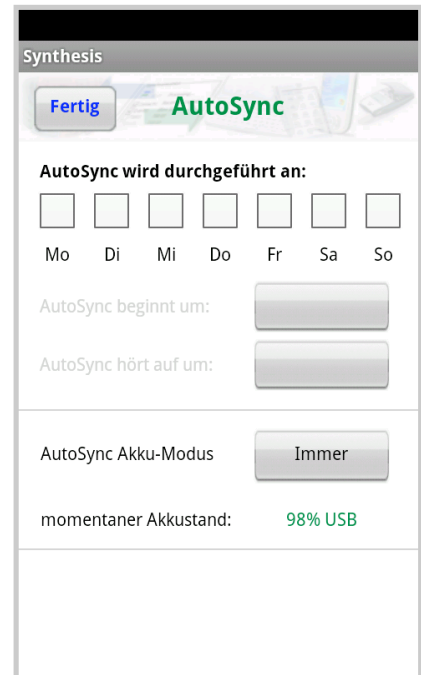 Synthesis
Fertig AutoSync
AutoSync wird durchgeführt an:
Mo Di Mi Do Fr Sa So
AutoSync beginnt um:
AutoSync hört auf um:
AutoSync Akku-Modus Immer
momentaner Akkustand: 98% USB